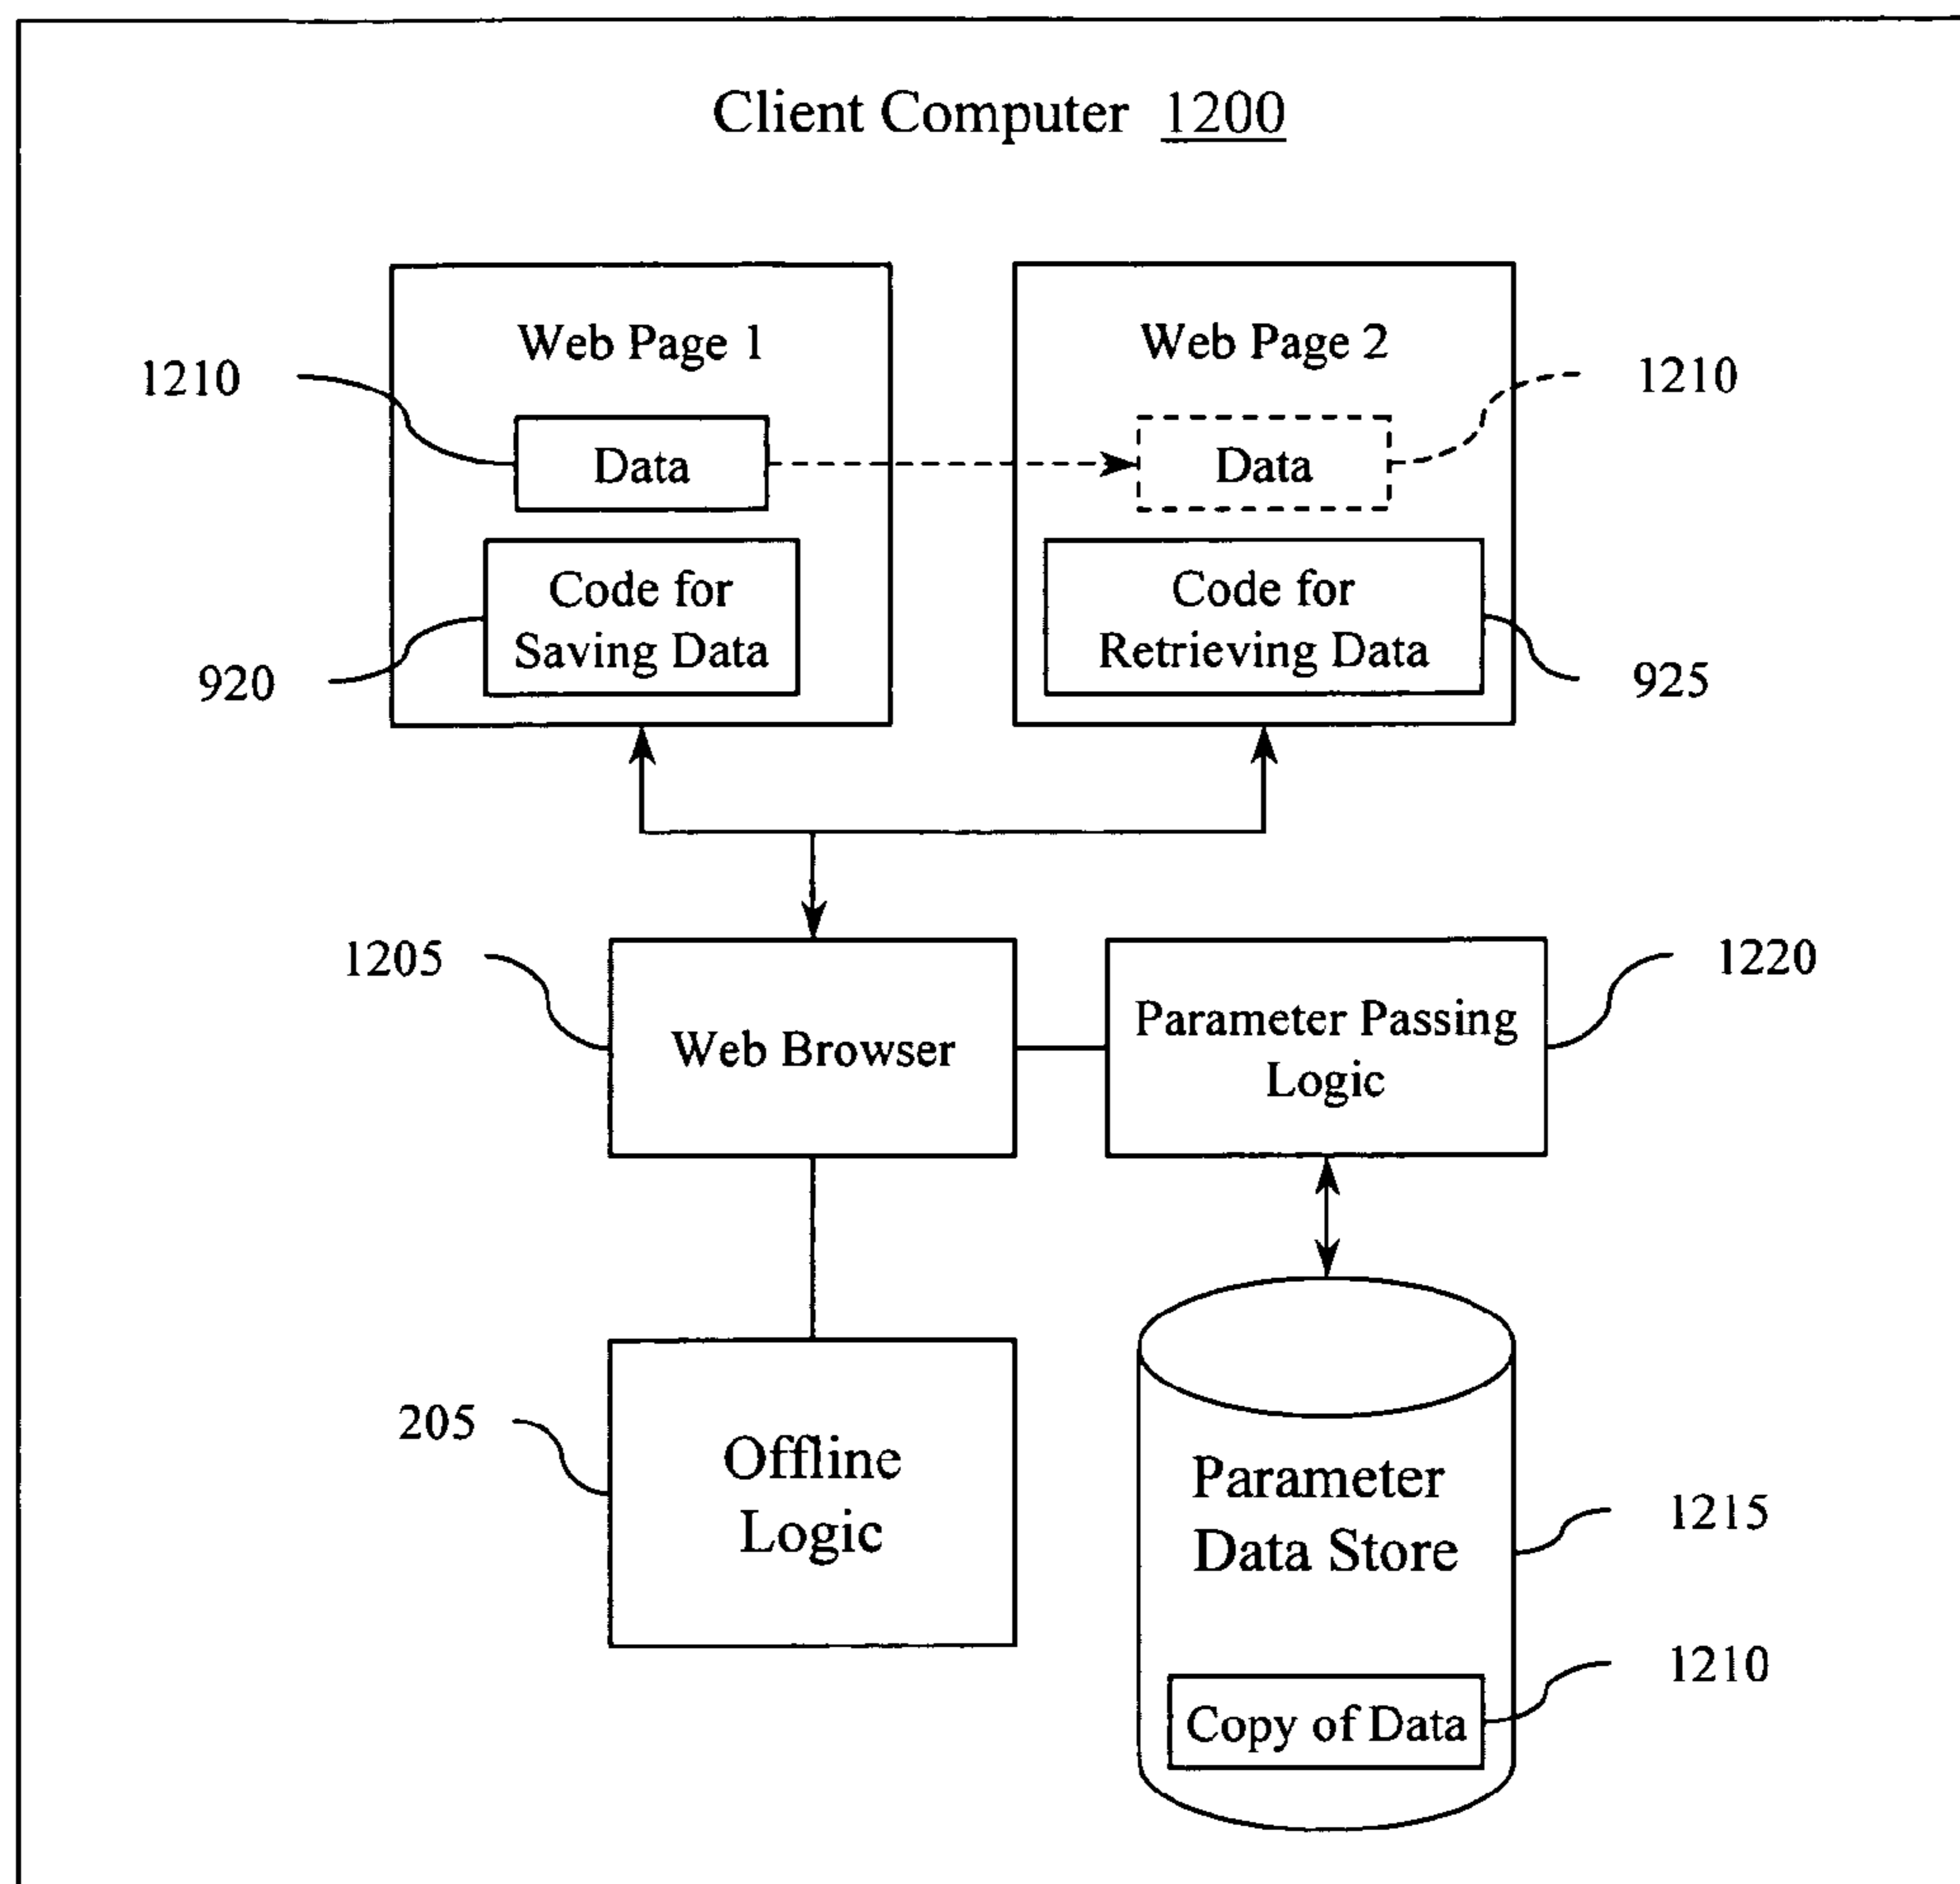 Client Computer 1200
Web Page 1
Web Page 2
1210
1210
Data
Data
Code for
Saving Data
Code for
Retrieving Data
920
925
1205
1220
Web Browser
Parameter Passing
Logic
205
Offline
Logic
Parameter
Data Store
1215
1210
Copy of Data